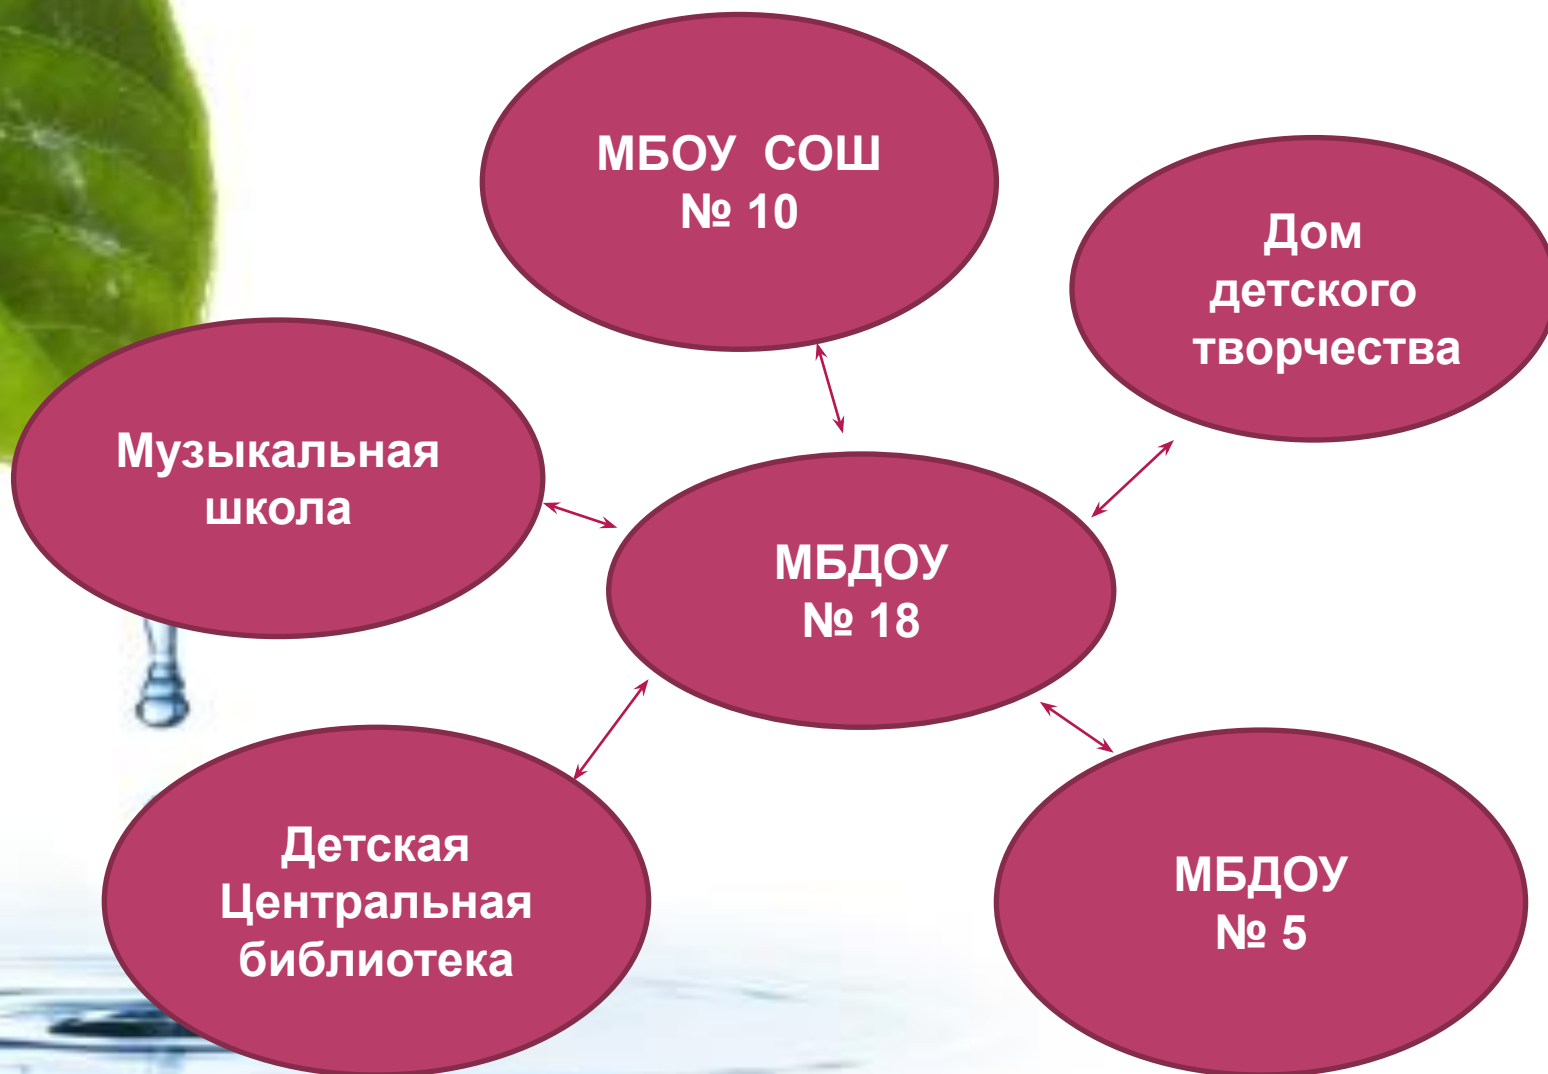 МБОУ СОШ
№ 10
Дом
детского
творчества
Музыкальная
школа
МБДОУ
№ 18
Детская
Центральная
библиотека
МБДОУ
№ 5